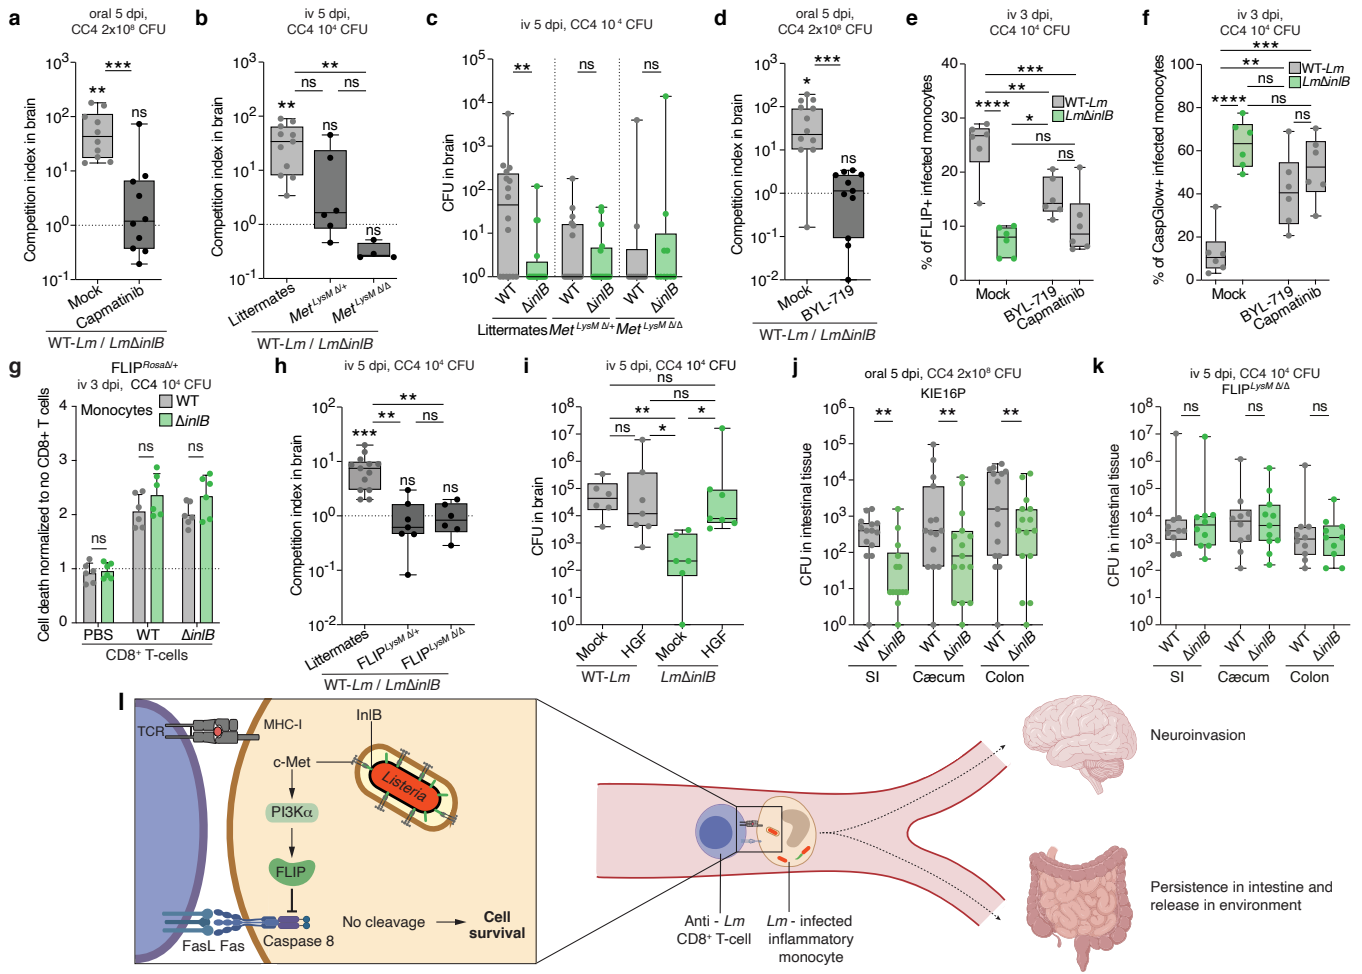 a
oral 5 dpi,
CC4 2x10⁸ CFU
Competition index in brain
10³
10²
10¹
10⁰
10⁻¹
**
***
ns
Mock
Capmatinib
WT-Lm / LmΔinlB
b
iv 5 dpi,
CC4 10⁴ CFU
Competition index in brain
10³
10²
10¹
10⁰
10⁻¹
**
ns
ns
**
Littermates
Met^LysM Δ/+
Met^LysM Δ/Δ
WT-Lm / LmΔinlB
c
iv 5 dpi, CC4 10⁴ CFU
CFU in brain
10⁵
10⁴
10³
10²
10¹
10⁰
**
ns
ns
WT
ΔinlB
WT
ΔinlB
WT
ΔinlB
Littermates
Met^LysM Δ/+
Met^LysM Δ/Δ
d
oral 5 dpi,
CC4 2x10⁸ CFU
Competition index in brain
10³
10²
10¹
10⁰
10⁻¹
10⁻²
***
*
ns
Mock
BYL-719
WT-Lm / LmΔinlB
e
iv 3 dpi,
CC4 10⁴ CFU
% of FLIP+ infected monocytes
40
30
20
10
0
***
**
****
*
ns
ns
WT-Lm
LmΔinlB
Mock
BYL-719
Capmatinib
f
iv 3 dpi,
CC4 10⁴ CFU
% of CaspGlow+ infected monocytes
100
80
60
40
20
0
***
**
ns
****
ns
ns
WT-Lm
LmΔinlB
Mock
BYL-719
Capmatinib
g
FLIP^RosaΔ/+
iv 3 dpi, CC4 10⁴ CFU
Cell death normalized to no CD8+ T cells
4
3
2
1
0
Monocytes
WT
ΔinlB
ns
ns
ns
PBS
WT
ΔinlB
CD8⁺ T-cells
h
iv 5 dpi, CC4 10⁴ CFU
Competition index in brain
10²
10¹
10⁰
10⁻¹
10⁻²
**
**
ns
***
ns
ns
Littermates
FLIP^LysM Δ/+
FLIP^LysM Δ/Δ
WT-Lm / LmΔinlB
i
iv 5 dpi, CC4 10⁴ CFU
CFU in brain
10⁸
10⁷
10⁶
10⁵
10⁴
10³
10²
10¹
10⁰
ns
ns
**
ns
*
*
Mock
HGF
Mock
HGF
WT-Lm
LmΔinlB
j
oral 5 dpi, CC4 2x10⁸ CFU
KIE16P
CFU in intestinal tissue
10⁶
10⁵
10⁴
10³
10²
10¹
10⁰
**
**
**
WT
ΔinlB
WT
ΔinlB
WT
ΔinlB
SI
Cæcum
Colon
k
iv 5 dpi, CC4 10⁴ CFU
FLIP^LysM Δ/Δ
CFU in intestinal tissue
10⁸
10⁷
10⁶
10⁵
10⁴
10³
10²
10¹
10⁰
ns
ns
ns
WT
ΔinlB
WT
ΔinlB
WT
ΔinlB
SI
Cæcum
Colon
l
TCR
MHC-I
InlB
c-Met
Listeria
PI3Kα
FLIP
FasL
Fas
Caspase 8
No cleavage
Cell
survival
Anti - Lm
CD8⁺ T-cell
Lm - infected
inflammatory
monocyte
Neuroinvasion
Persistence in intestine and
release in environment